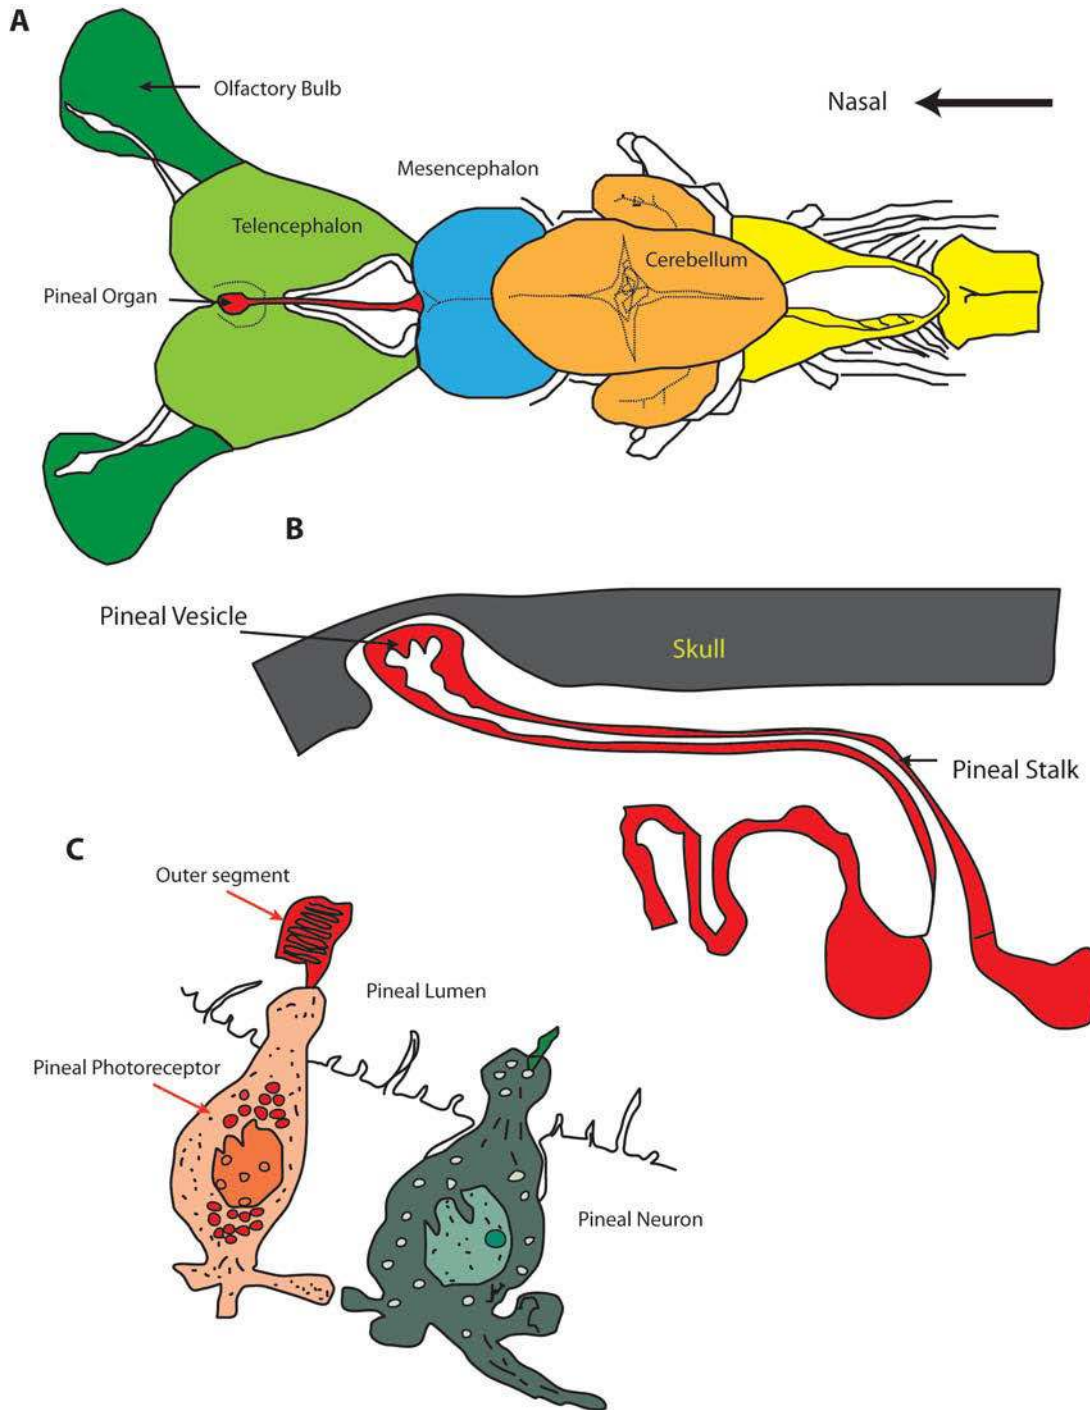 A
Olfactory Bulb
Nasal
Mesencephalon
Telencephalon
Cerebellum
Pineal Organ
B
Pineal Vesicle
Skull
Pineal Stalk
C
Outer segment
Pineal Lumen
Pineal Photoreceptor
Pineal Neuron